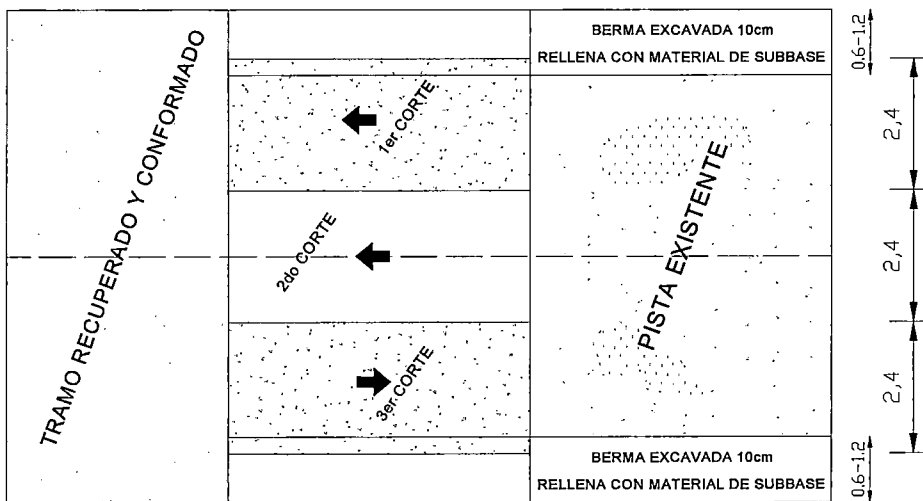 TRAMO RECUPERADO Y CONFORMADO
1er CORTE
2do CORTE
3er CORTE
BERMA EXCAVADA 10cm
RELLENA CON MATERIAL DE SUBBASE
PISTA EXISTENTE
BERMA EXCAVADA 10cm
RELLENA CON MATERIAL DE SUBBASE
0.6-1.2
2,4
2,4
2,4
0.6-1.2